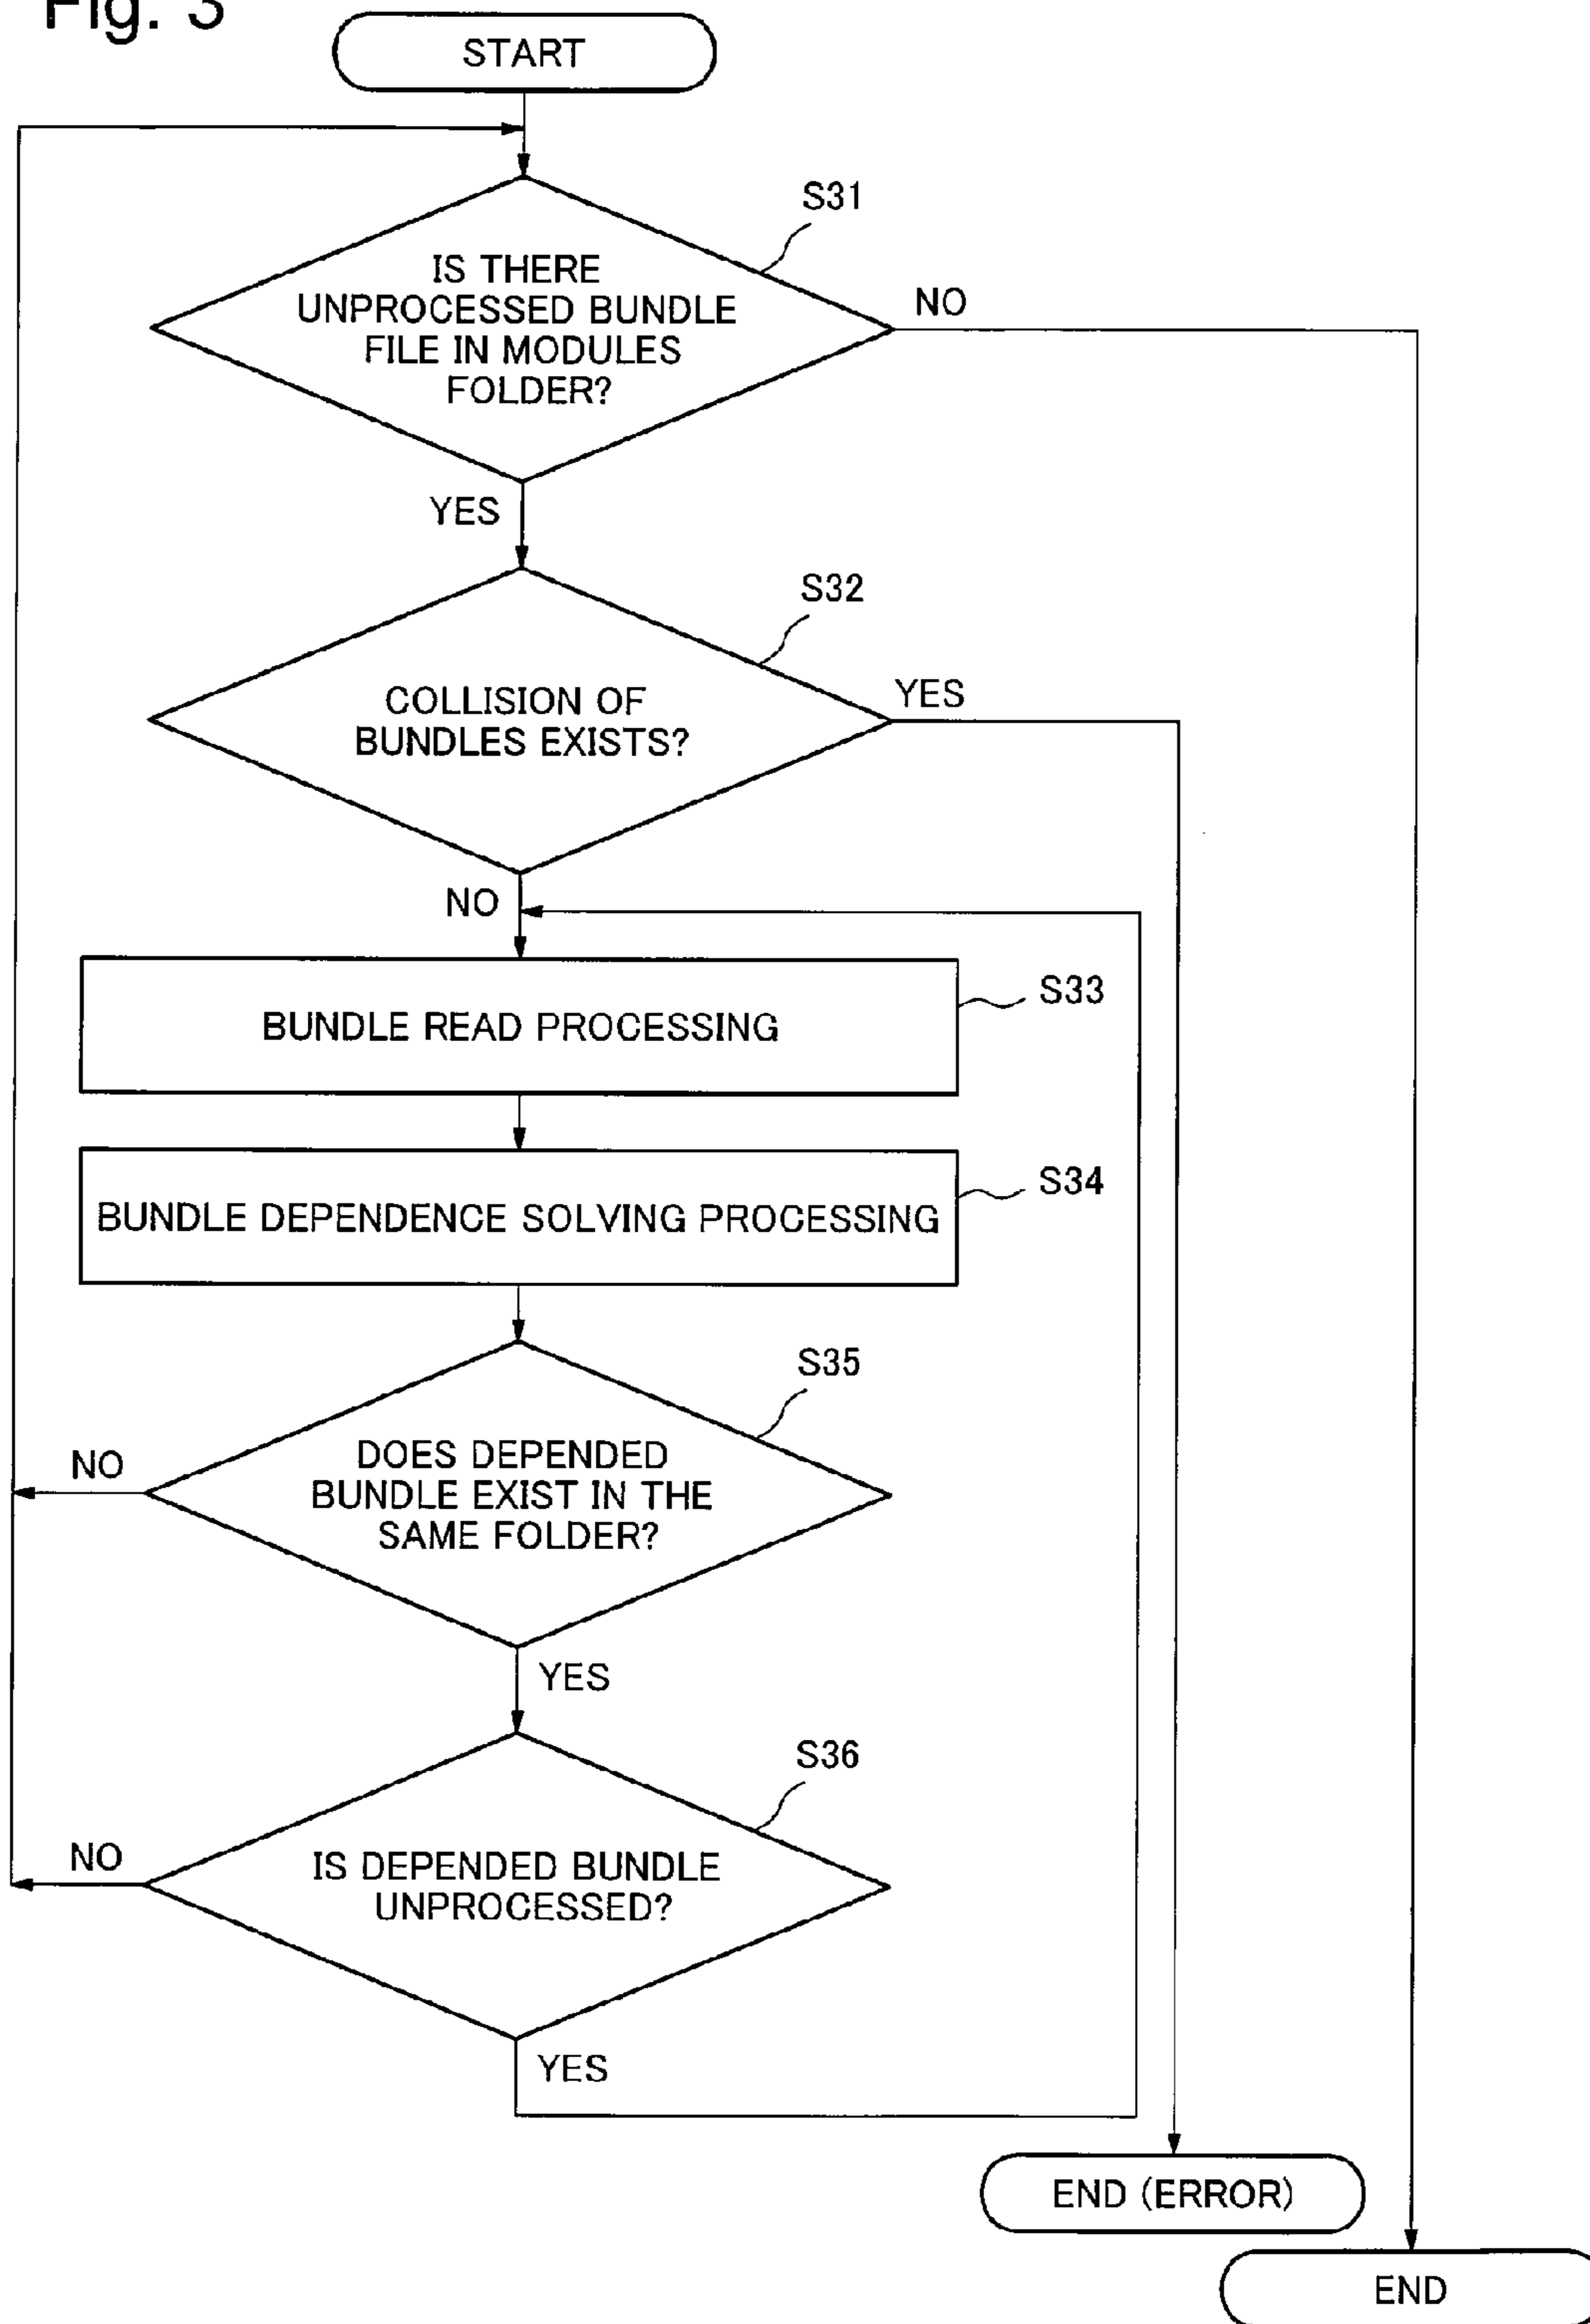 Fig. 3
START
S31
IS THERE
UNPROCESSED BUNDLE
FILE IN MODULES
FOLDER?
NO
YES
S32
COLLISION OF
BUNDLES EXISTS?
YES
NO
S33
BUNDLE READ PROCESSING
S34
BUNDLE DEPENDENCE SOLVING PROCESSING
S35
DOES DEPENDED
BUNDLE EXIST IN THE
SAME FOLDER?
NO
YES
S36
IS DEPENDED BUNDLE
UNPROCESSED?
NO
YES
END (ERROR)
END